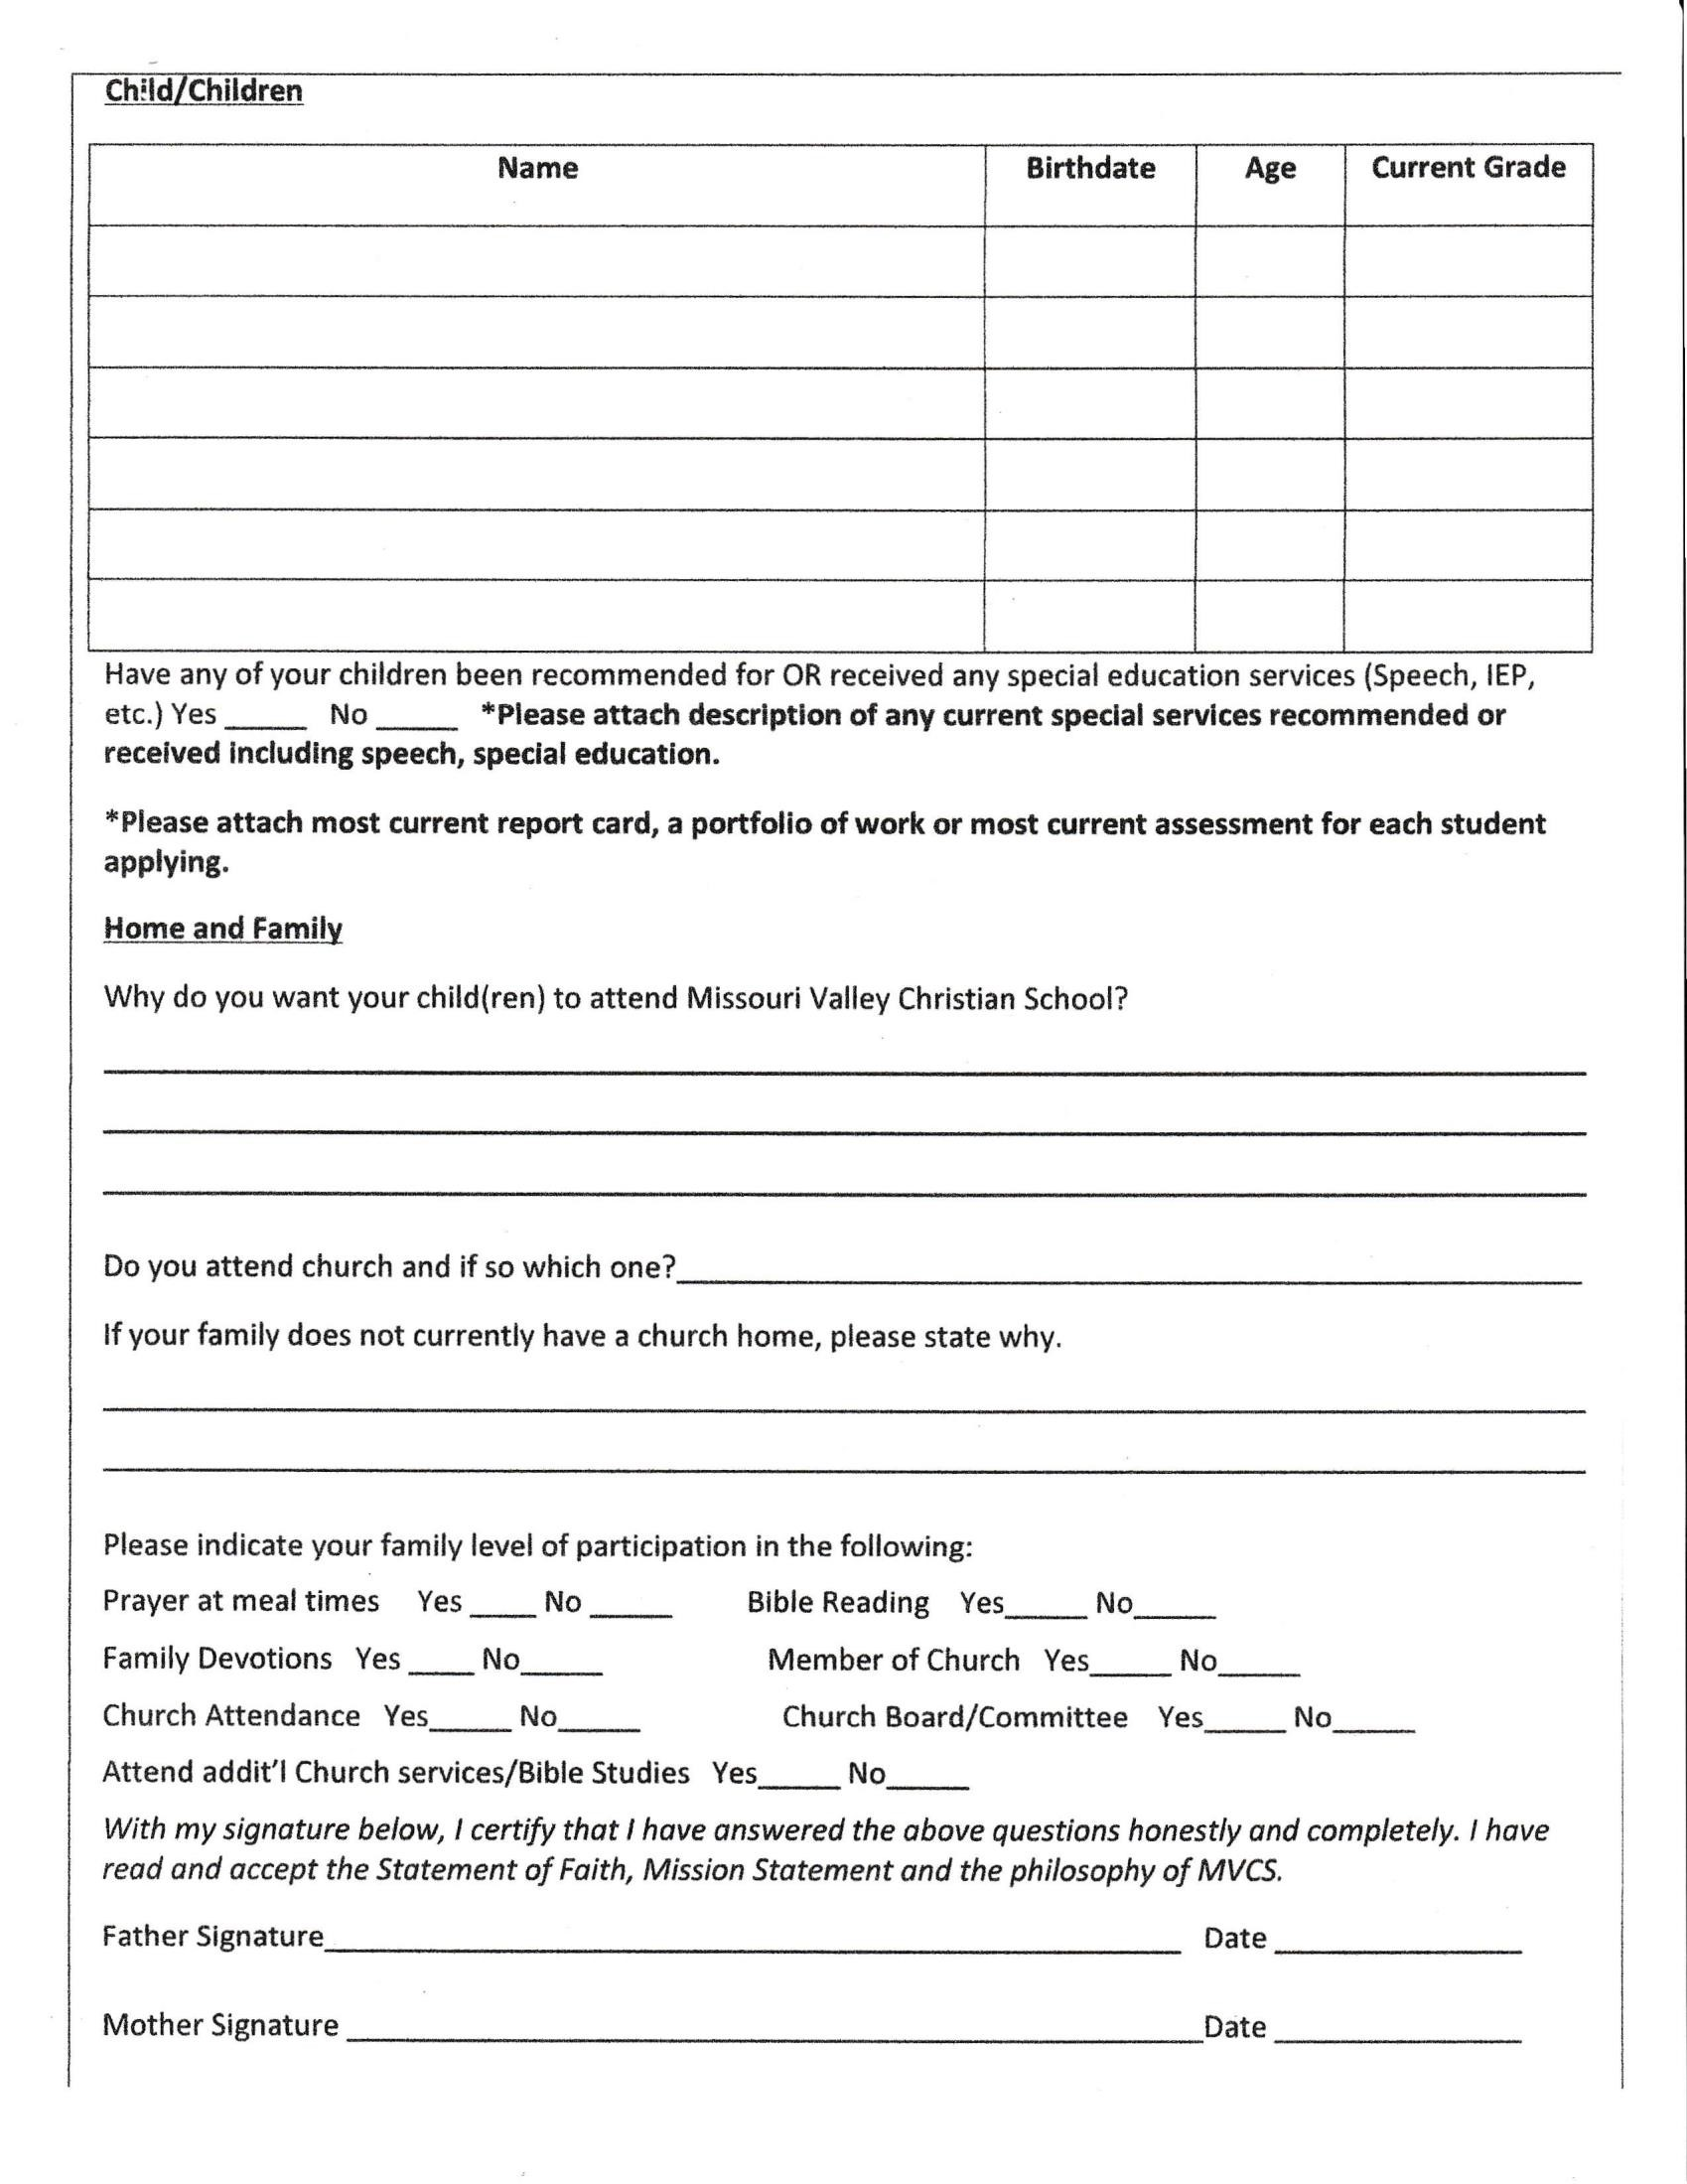 Child/Children
Name Birthdate Age Current Grade
Have any of your children been recommended for OR received any special education services (Speech, IEP,
etc.) Yes _____ No _____ *Please attach description of any current special services recommended or
received including speech, special education.
*Please attach most current report card, a portfolio of work or most current assessment for each student
applying.
Home and Family
Why do you want your child(ren) to attend Missouri Valley Christian School?
Do you attend church and if so which one?_____
If your family does not currently have a church home, please state why.
Please indicate your family level of participation in the following:
Prayer at meal times Yes ____ No _____ Bible Reading Yes_____ No_____
Family Devotions Yes ____ No_____ Member of Church Yes_____ No_____
Church Attendance Yes_____ No_____ Church Board/Committee Yes_____ No_____
Attend addit'l Church services/Bible Studies Yes_____ No_____
With my signature below, I certify that I have answered the above questions honestly and completely. I have
read and accept the Statement of Faith, Mission Statement and the philosophy of MVCS.
Father Signature_____ Date _____
Mother Signature _____Date _____